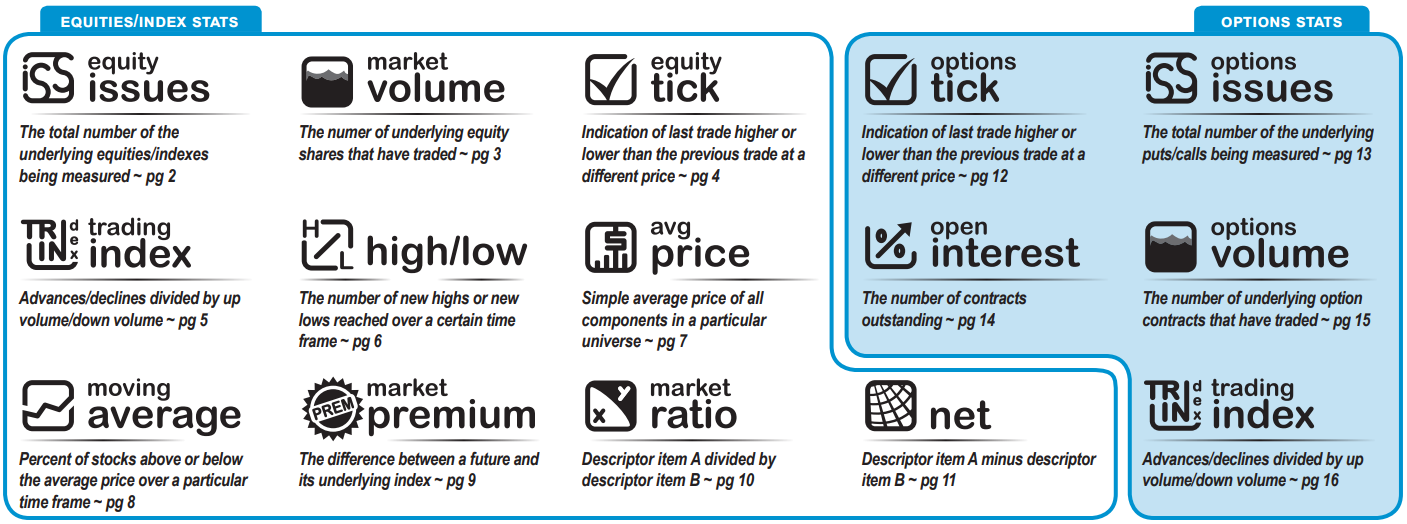 EQUITIES/INDEX STATS
iSS equity
issues
The total number of the
underlying equities/indexes
being measured ~ pg 2
market
volume
The numer of underlying equity
shares that have traded ~ pg 3
equity
tick
Indication of last trade higher or
lower than the previous trade at a
different price ~ pg 4
TRIN dex trading
index
Advances/declines divided by up
volume/down volume ~ pg 5
H/L high/low
The number of new highs or new
lows reached over a certain time
frame ~ pg 6
$ avg
price
Simple average price of all
components in a particular
universe ~ pg 7
moving
average
Percent of stocks above or below
the average price over a particular
time frame ~ pg 8
PREM market
premium
The difference between a future and
its underlying index ~ pg 9
x y market
ratio
Descriptor item A divided by
descriptor item B ~ pg 10
net
Descriptor item A minus descriptor
item B ~ pg 11
OPTIONS STATS
options
tick
Indication of last trade higher or
lower than the previous trade at a
different price ~ pg 12
iSS options
issues
The total number of the underlying
puts/calls being measured ~ pg 13
% open
interest
The number of contracts
outstanding ~ pg 14
options
volume
The number of underlying option
contracts that have traded ~ pg 15
TRIN dex trading
index
Advances/declines divided by up
volume/down volume ~ pg 16